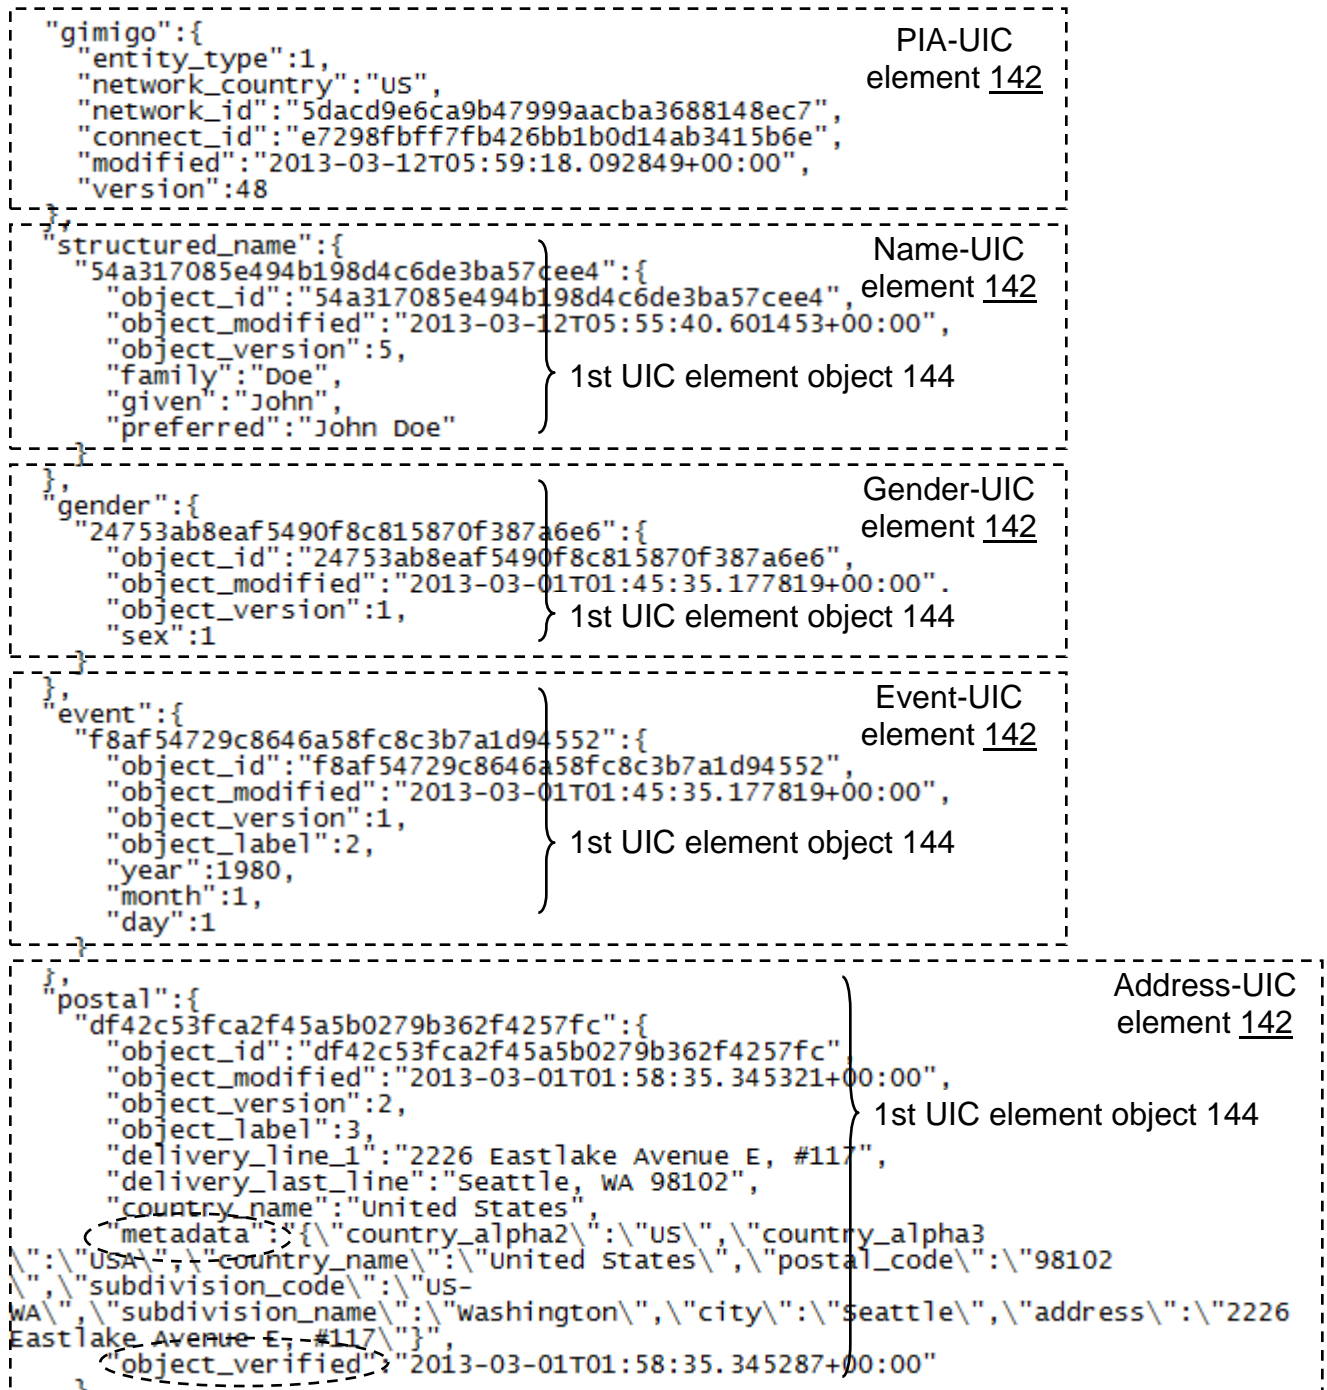 "gimigo":{
PIA-UIC
"entity_type":1,
element 142
"network_country":"US",
"network_id":"5dacd9e6ca9b47999aacba3688148ec7",
"connect_id":"e7298fbff7fb426bb1b0d14ab3415b6e",
"modified":"2013-03-12T05:59:18.092849+00:00",
"version":48
},
"structured_name":{
Name-UIC
"54a317085e494b198d4c6de3ba57cee4":{
element 142
"object_id":"54a317085e494b198d4c6de3ba57cee4",
"object_modified":"2013-03-12T05:55:40.601453+00:00",
"object_version":5,
"family":"Doe",
1st UIC element object 144
"given":"John",
"preferred":"John Doe"
}
},
Gender-UIC
"gender":{
element 142
"24753ab8eaf5490f8c815870f387a6e6":{
"object_id":"24753ab8eaf5490f8c815870f387a6e6",
"object_modified":"2013-03-01T01:45:35.177819+00:00".
"object_version":1,
1st UIC element object 144
"sex":1
}
},
Event-UIC
"event":{
element 142
"f8af54729c8646a58fc8c3b7a1d94552":{
"object_id":"f8af54729c8646a58fc8c3b7a1d94552",
"object_modified":"2013-03-01T01:45:35.177819+00:00",
"object_version":1,
"object_label":2,
1st UIC element object 144
"year":1980,
"month":1,
"day":1
}
},
Address-UIC
"postal":{
element 142
"df42c53fca2f45a5b0279b362f4257fc":{
"object_id":"df42c53fca2f45a5b0279b362f4257fc",
"object_modified":"2013-03-01T01:58:35.345321+00:00",
"object_version":2,
1st UIC element object 144
"object_label":3,
"delivery_line_1":"2226 Eastlake Avenue E, #117",
"delivery_last_line":"Seattle, WA 98102",
"country_name":"United States",
"metadata":"{\"country_alpha2\":\"US\",\"country_alpha3
\":\"USA\",\"country_name\":\"United States\",\"postal_code\":\"98102
\",\"subdivision_code\":\"US-
WA\",\"subdivision_name\":\"Washington\",\"city\":\"Seattle\",\"address\":\"2226
Eastlake Avenue E, #117\"}",
"object_verified":"2013-03-01T01:58:35.345287+00:00"
}